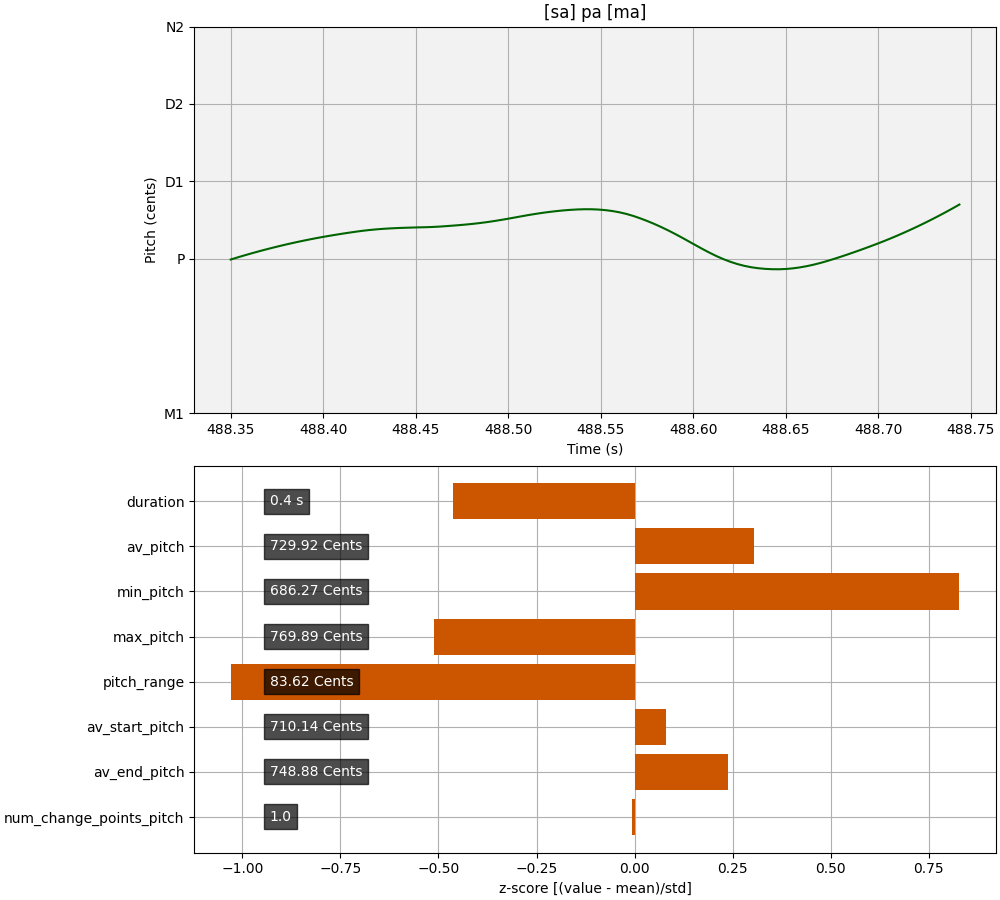 [sa] pa [ma]
N2
D2
D1
P
M1
Pitch (cents)
488.35 488.40 488.45 488.50 488.55 488.60 488.65 488.70 488.75
Time (s)
duration 0.4 s
av_pitch 729.92 Cents
min_pitch 686.27 Cents
max_pitch 769.89 Cents
pitch_range 83.62 Cents
av_start_pitch 710.14 Cents
av_end_pitch 748.88 Cents
num_change_points_pitch 1.0
−1.00 −0.75 −0.50 −0.25 0.00 0.25 0.50 0.75
z-score [(value - mean)/std]